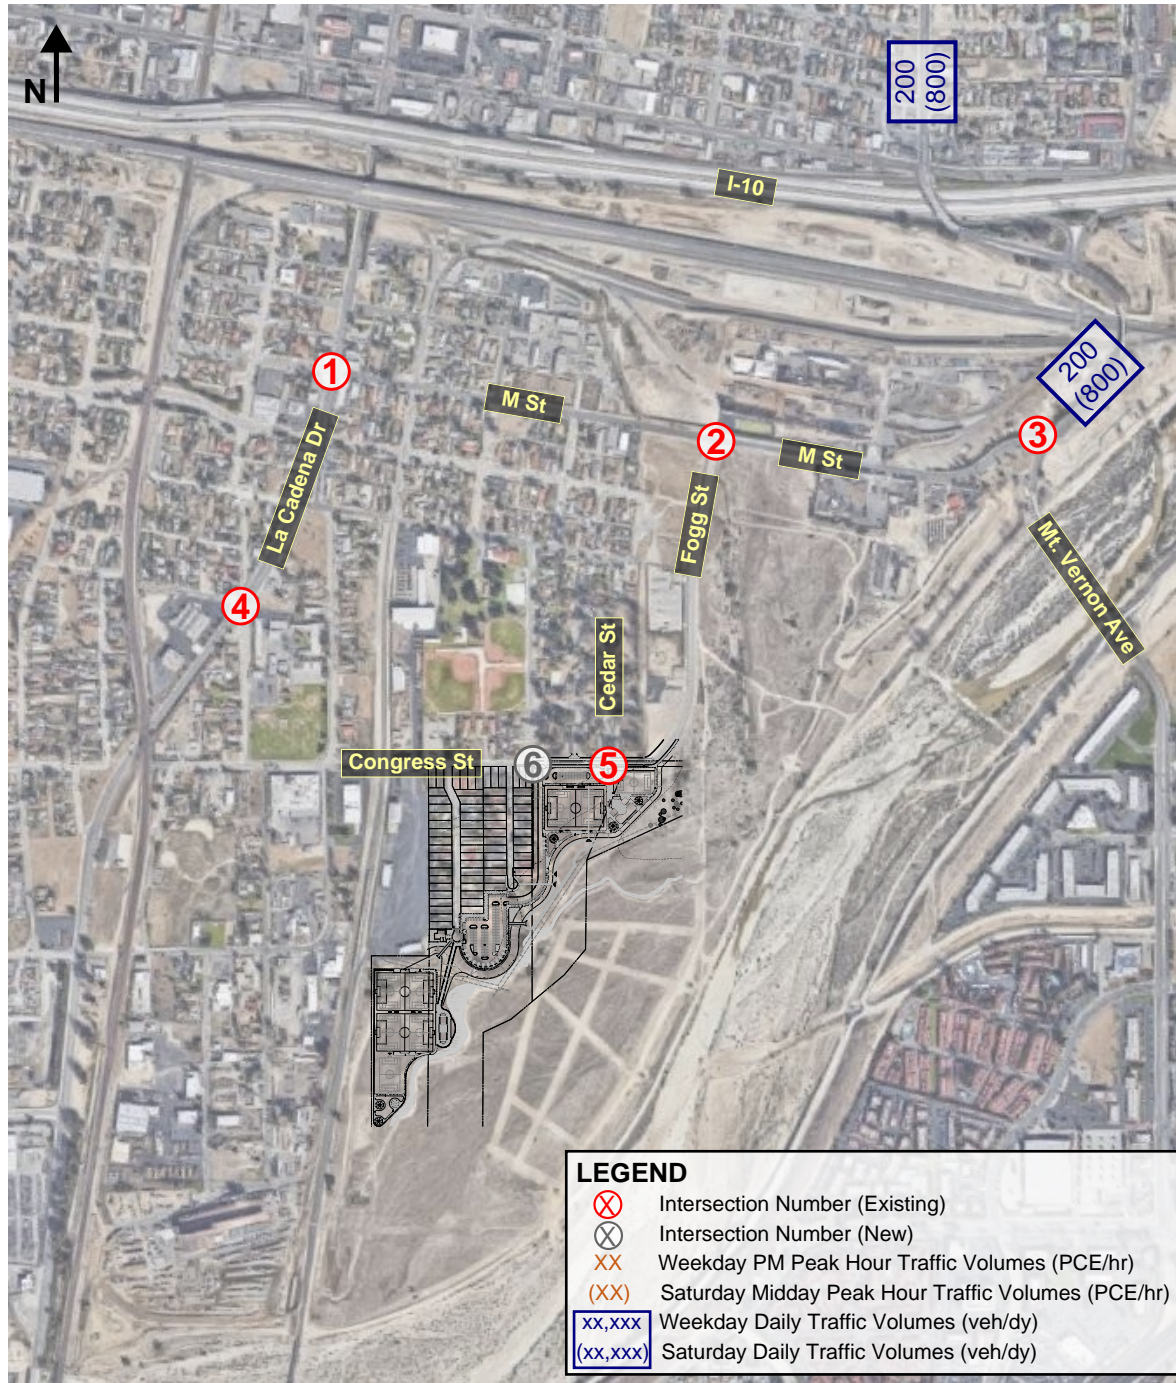 N
200
(800)
I-10
1
M St
2
M St
3
200
(800)
La Cadena Dr
Fogg St
Mt. Vernon Ave
4
Cedar St
Congress St
6
5
LEGEND
X Intersection Number (Existing)
X Intersection Number (New)
XX Weekday PM Peak Hour Traffic Volumes (PCE/hr)
(XX) Saturday Midday Peak Hour Traffic Volumes (PCE/hr)
xx,xxx Weekday Daily Traffic Volumes (veh/dy)
(xx,xxx) Saturday Daily Traffic Volumes (veh/dy)